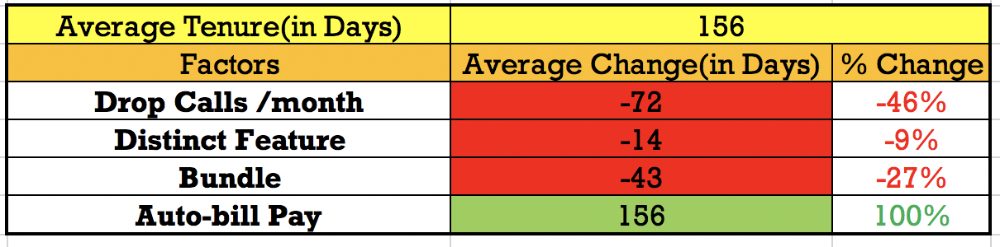 Average Tenure(in Days) 156
Factors Average Change(in Days) % Change
Drop Calls /month -72 -46%
Distinct Feature -14 -9%
Bundle -43 -27%
Auto-bill Pay 156 100%